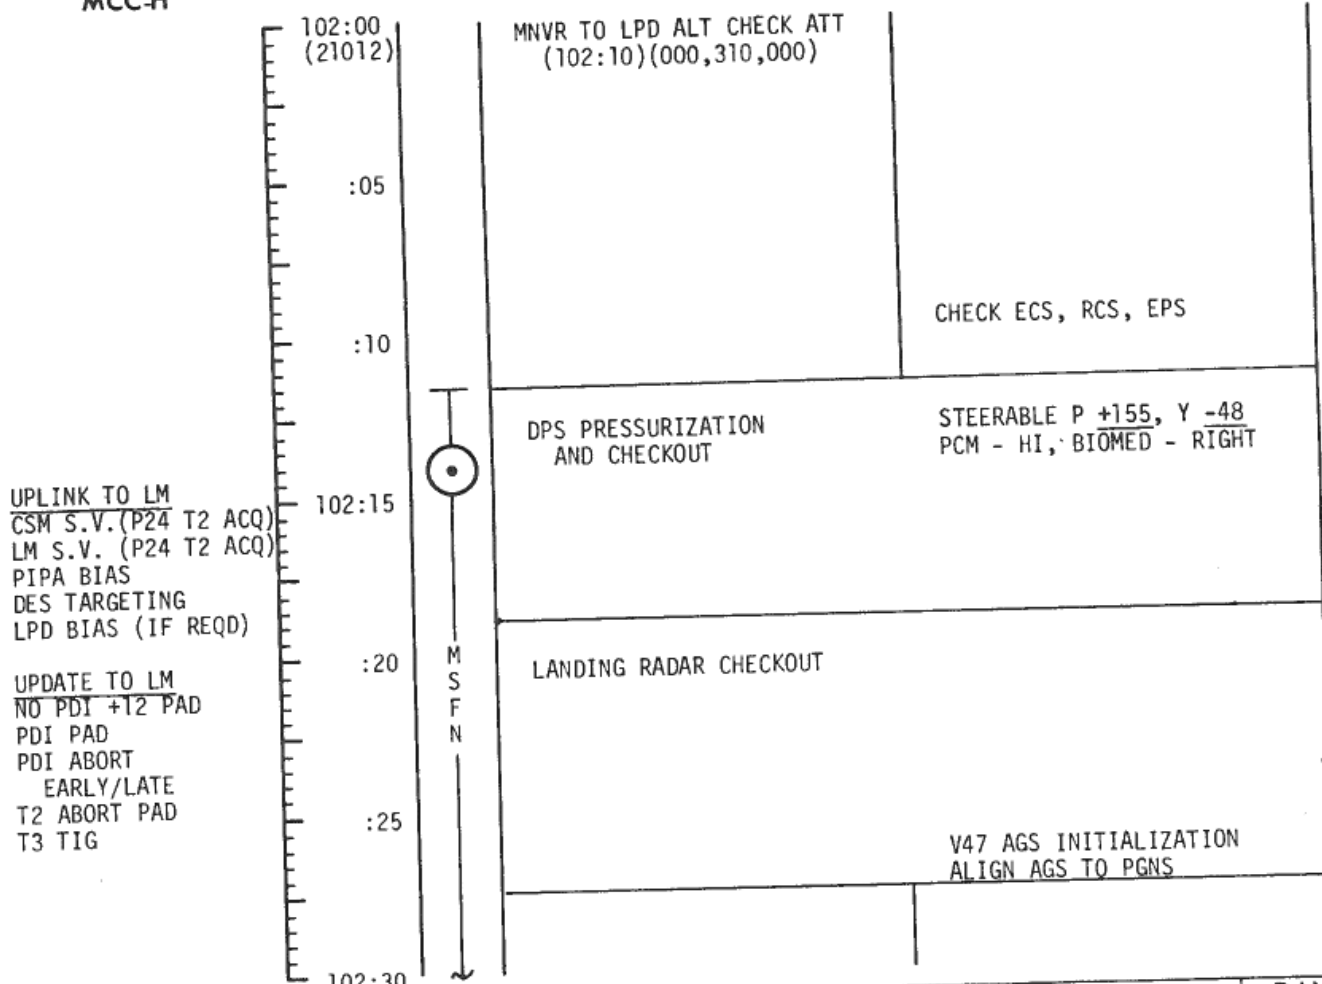 MCC-H
102:00
(21012)
MNVR TO LPD ALT CHECK ATT
(102:10)(000,310,000)
:05
CHECK ECS, RCS, EPS
:10
DPS PRESSURIZATION
AND CHECKOUT
STEERABLE P +155, Y -48
PCM - HI, BIOMED - RIGHT
102:15
UPLINK TO LM
CSM S.V.(P24 T2 ACQ)
LM S.V. (P24 T2 ACQ)
PIPA BIAS
DES TARGETING
LPD BIAS (IF REQD)
:20
M
S
F
N
LANDING RADAR CHECKOUT
UPDATE TO LM
NO PDI +12 PAD
PDI PAD
PDI ABORT
EARLY/LATE
T2 ABORT PAD
T3 TIG
:25
V47 AGS INITIALIZATION
ALIGN AGS TO PGNS
102:30